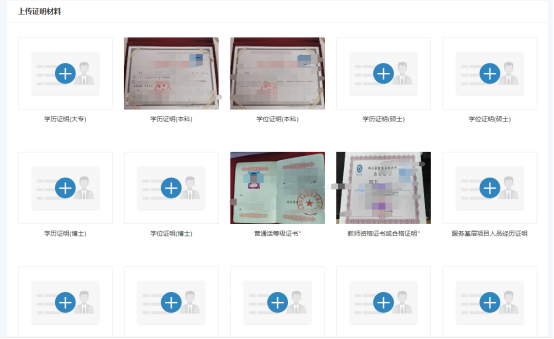 上传证明材料
学历证明(大专)
学历证明(本科)
学位证明(本科)
学历证明(硕士)
学位证明(硕士)
学历证明(博士)
学位证明(博士)
普通话等级证书*
教师资格证书或合格证明*
服务基层项目人员经历证明